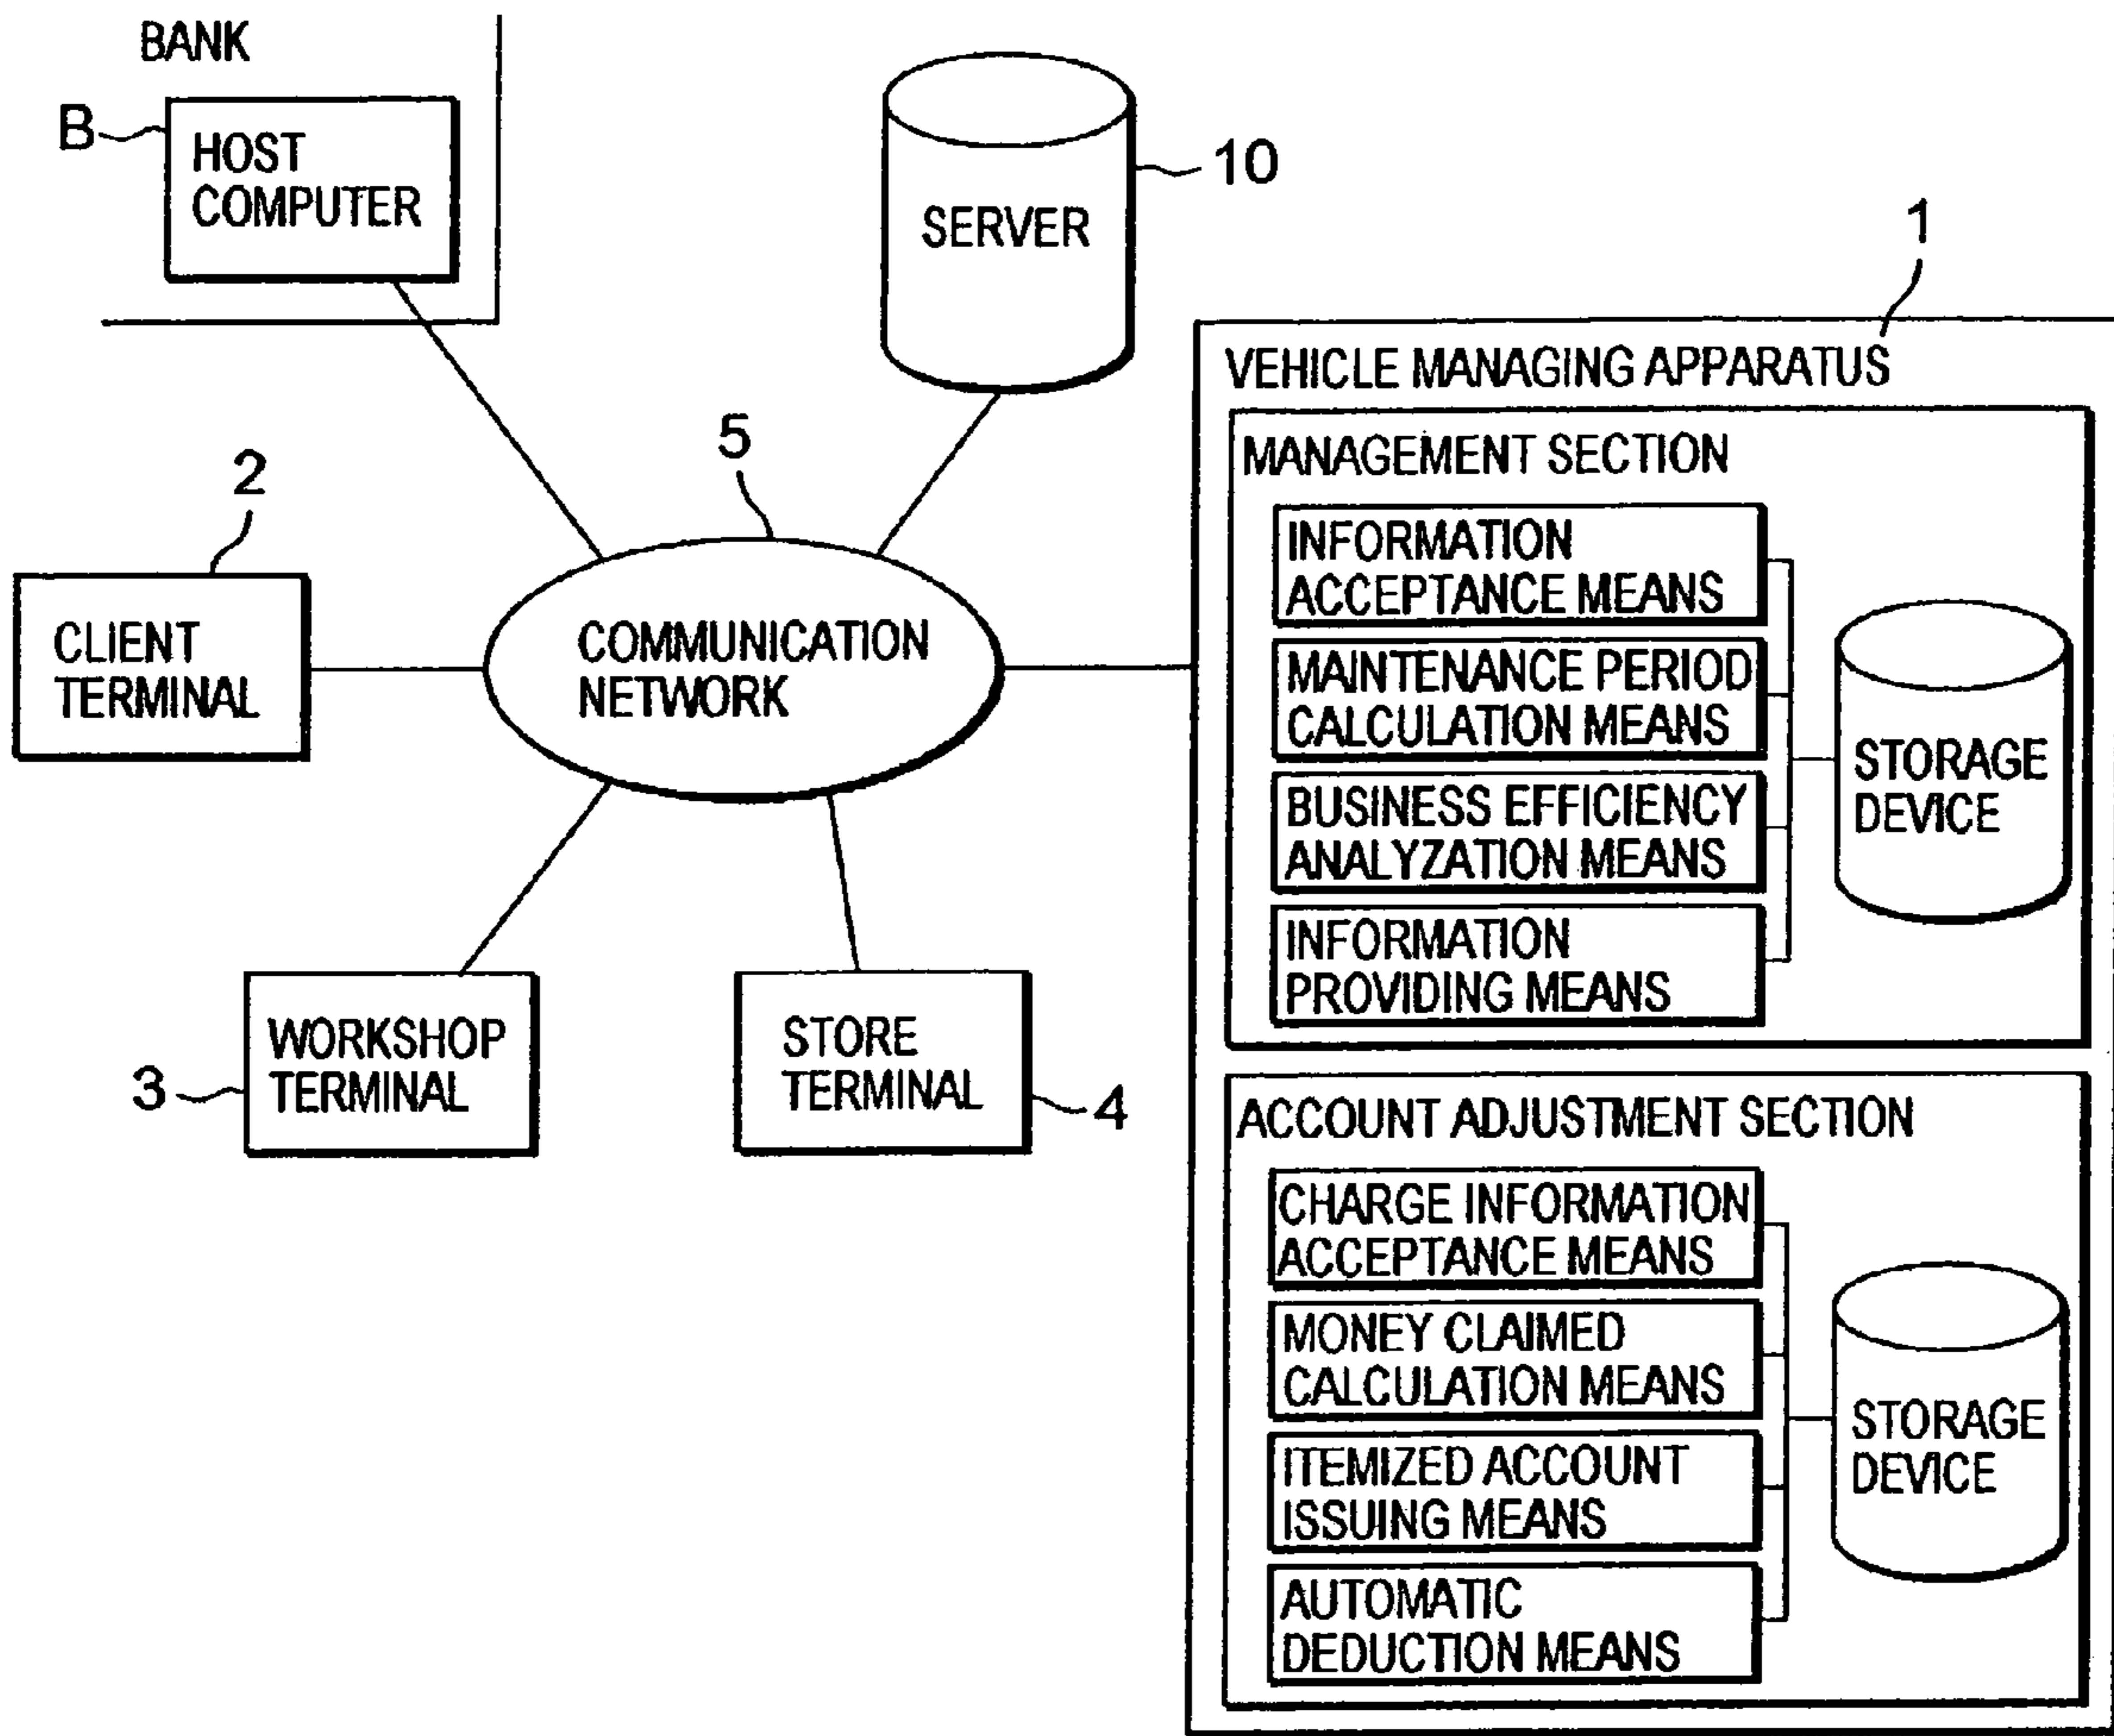 BANK
B
HOST
COMPUTER
SERVER
10
1
VEHICLE MANAGING APPARATUS
MANAGEMENT SECTION
INFORMATION
ACCEPTANCE MEANS
MAINTENANCE PERIOD
CALCULATION MEANS
BUSINESS EFFICIENCY
ANALYZATION MEANS
INFORMATION
PROVIDING MEANS
STORAGE
DEVICE
5
2
CLIENT
TERMINAL
COMMUNICATION
NETWORK
WORKSHOP
TERMINAL
3
STORE
TERMINAL
4
ACCOUNT ADJUSTMENT SECTION
CHARGE INFORMATION
ACCEPTANCE MEANS
MONEY CLAIMED
CALCULATION MEANS
ITEMIZED ACCOUNT
ISSUING MEANS
AUTOMATIC
DEDUCTION MEANS
STORAGE
DEVICE